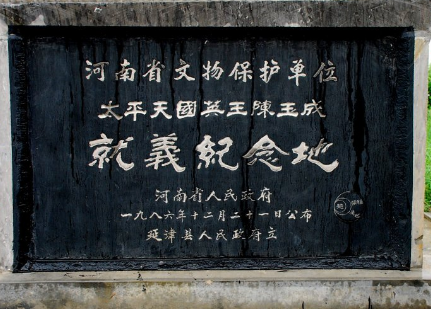 河南省文物保护单位
太平天國英王陳玉成
就義紀念地
河南省人民政府
一九八六年十一月二十一日公布
延津县人民政府立